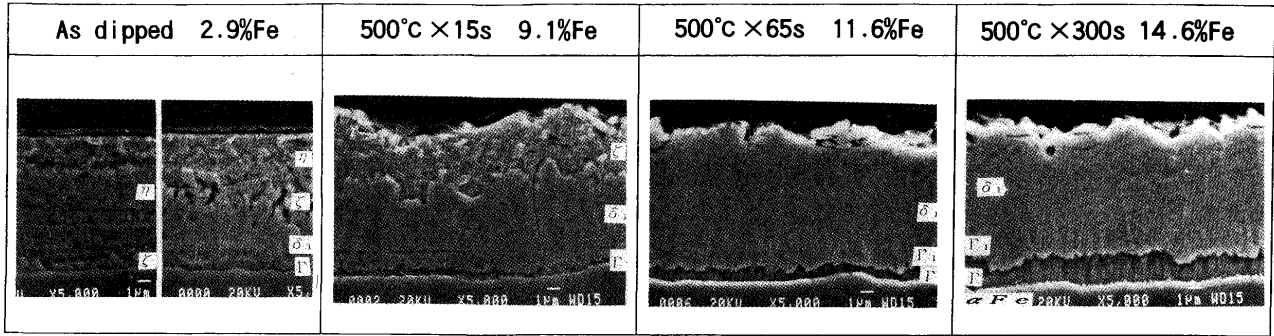 As dipped 2.9%Fe
500°C ×15s 9.1%Fe
500°C ×65s 11.6%Fe
500°C ×300s 14.6%Fe
η
ζ
η
ζ
δ1
Γ
X5,000 1μm
0000 20KU X5.
ζ
δ1
Γ
0002 20KU X5,000 1μm WD15
δ1
Γ1
Γ
0006 20KU X5,000 1μm WD15
δ1
Γ1
Γ
αFe
20KU X5,000 1μm WD15